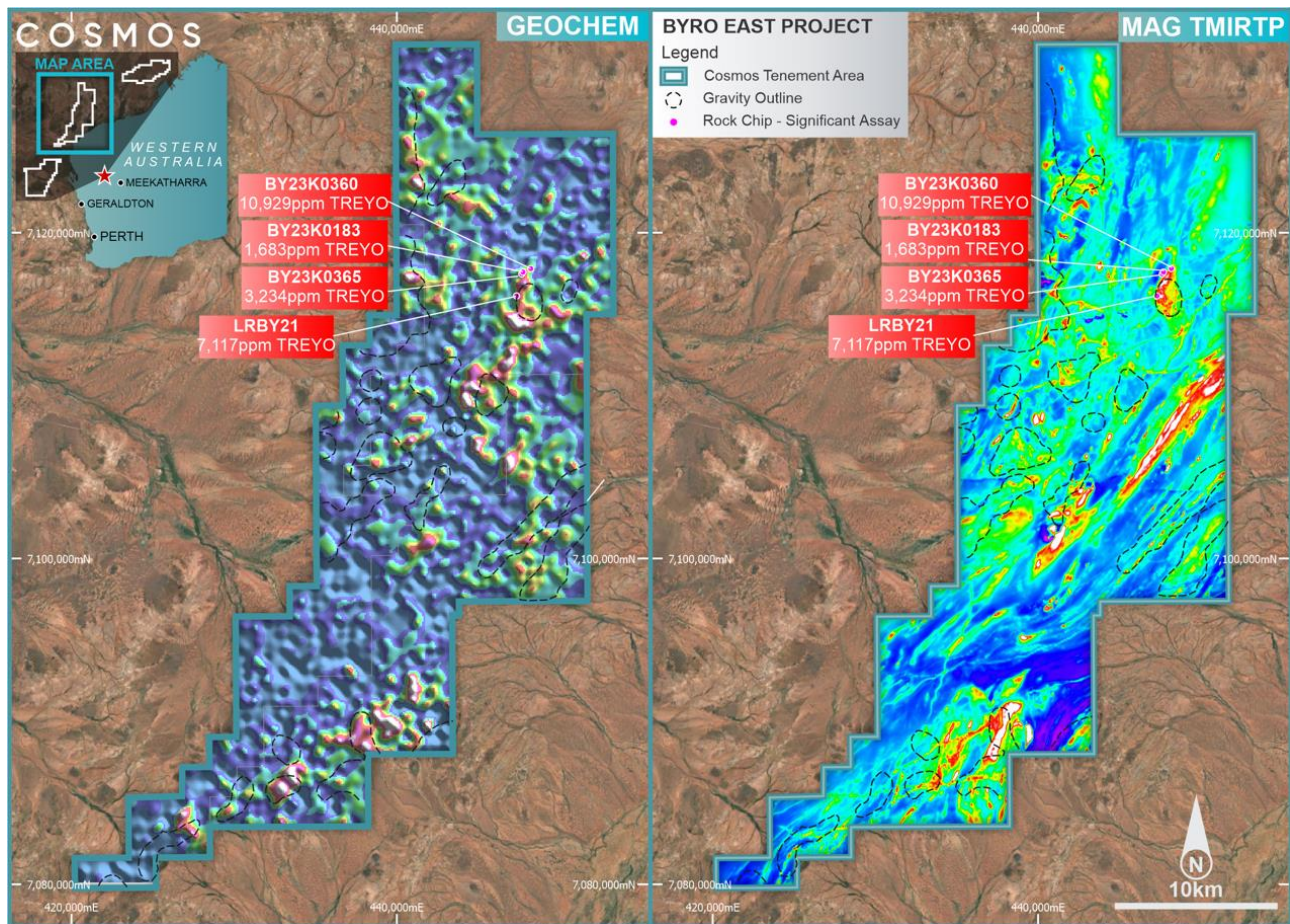 COSMOS
MAP AREA
WESTERN
AUSTRALIA
MEEKATHARRA
GERALDTON
PERTH
440,000mE
GEOCHEM
BY23K0360
10,929ppm TREYO
BY23K0183
1,683ppm TREYO
BY23K0365
3,234ppm TREYO
LRBY21
7,117ppm TREYO
7,120,000mN
7,100,000mN
7,100,000mN
7,080,000mN
7,080,000mN
420,000mE
440,000mE
BYRO EAST PROJECT
Legend
Cosmos Tenement Area
Gravity Outline
Rock Chip - Significant Assay
440,000mE
MAG TMIRTP
BY23K0360
10,929ppm TREYO
BY23K0183
1,683ppm TREYO
BY23K0365
3,234ppm TREYO
LRBY21
7,117ppm TREYO
7,120,000mN
7,100,000mN
7,080,000mN
420,000mE
440,000mE
N
10km